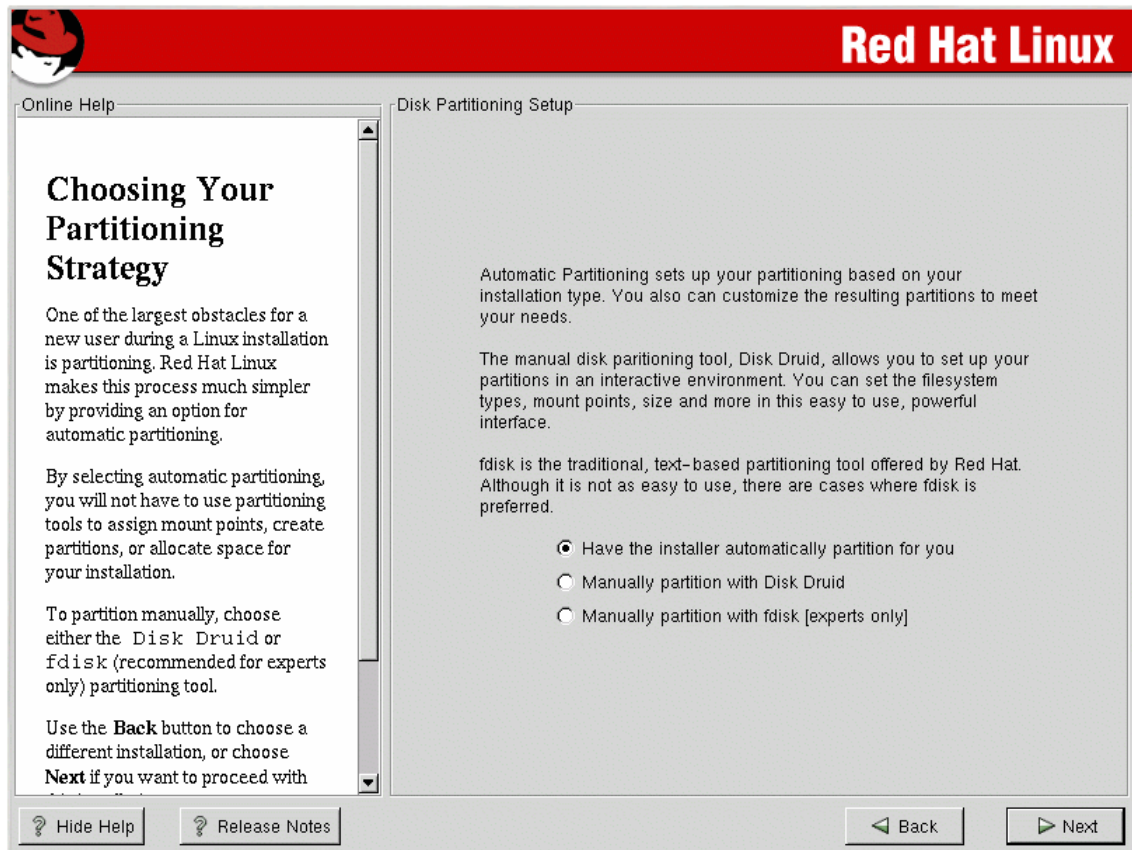 Red Hat Linux
Online Help
Choosing Your
Partitioning
Strategy
One of the largest obstacles for a
new user during a Linux installation
is partitioning. Red Hat Linux
makes this process much simpler
by providing an option for
automatic partitioning.
By selecting automatic partitioning,
you will not have to use partitioning
tools to assign mount points, create
partitions, or allocate space for
your installation.
To partition manually, choose
either the Disk Druid or
fdisk (recommended for experts
only) partitioning tool.
Use the Back button to choose a
different installation, or choose
Next if you want to proceed with
Disk Partitioning Setup
Automatic Partitioning sets up your partitioning based on your
installation type. You also can customize the resulting partitions to meet
your needs.
The manual disk paritioning tool, Disk Druid, allows you to set up your
partitions in an interactive environment. You can set the filesystem
types, mount points, size and more in this easy to use, powerful
interface.
fdisk is the traditional, text-based partitioning tool offered by Red Hat.
Although it is not as easy to use, there are cases where fdisk is
preferred.
Have the installer automatically partition for you
Manually partition with Disk Druid
Manually partition with fdisk [experts only]
Hide Help
Release Notes
Back
Next